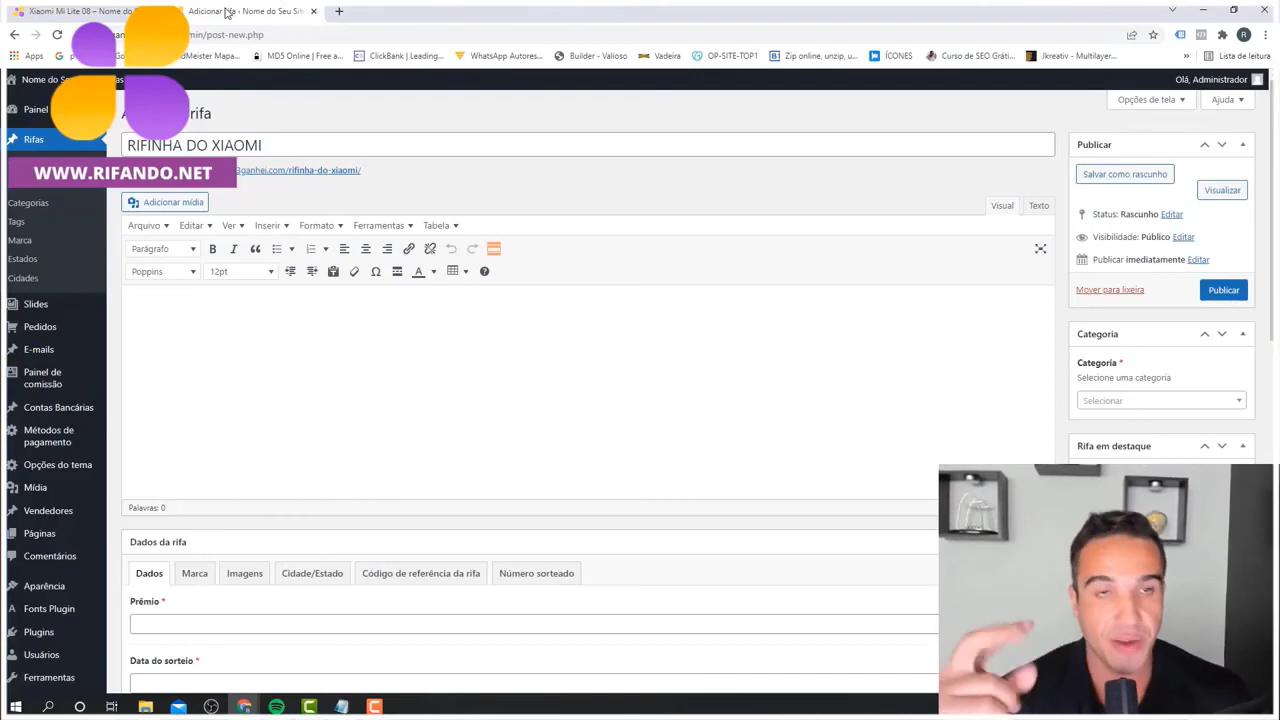 Xiaomi Mi Lite 08 – Nome do S
Adicionar rifa ‹ Nome do Seu Sit
min/post-new.php
Apps
MeisterTask - Mapa...
MD5 Online | Free a...
ClickBank | Leading...
WhatsApp Autores...
Builder - Valioso
Vadeira
OP-SITE-TOP1
Zip online, unzip, u...
ÍCONES
Curso de SEO Gráti...
Jkreativ - Multilayer...
Lista de leitura
Nome do Se
Olá, Administrador
Opções de tela
Ajuda
Painel
rifa
Rifas
RIFINHA DO XIAOMI
WWW.RIFANDO.NET
3ganhei.com/rifinha-do-xiaomi/
Adicionar mídia
Visual
Texto
Arquivo
Editar
Ver
Inserir
Formato
Ferramentas
Tabela
Parágrafo
B
I
Poppins
12pt
A
Palavras: 0
Categorias
Tags
Marca
Estados
Cidades
Slides
Pedidos
E-mails
Painel de
comissão
Contas Bancárias
Métodos de
pagamento
Opções do tema
Mídia
Vendedores
Páginas
Comentários
Aparência
Fonts Plugin
Plugins
Usuários
Ferramentas
Publicar
Salvar como rascunho
Visualizar
Status: Rascunho Editar
Visibilidade: Público Editar
Publicar imediatamente Editar
Mover para lixeira
Publicar
Categoria
Categoria *
Selecione uma categoria
Selecionar
Rifa em destaque
Dados da rifa
Dados
Marca
Imagens
Cidade/Estado
Código de referência da rifa
Número sorteado
Prêmio *
Data do sorteio *